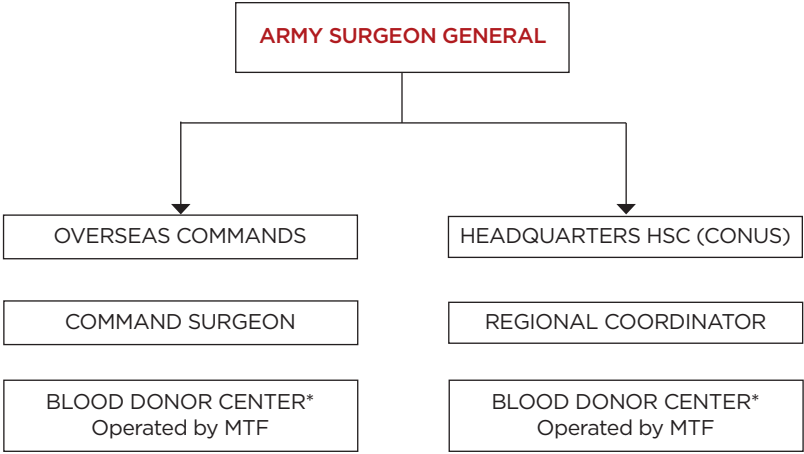 ARMY SURGEON GENERAL
OVERSEAS COMMANDS
HEADQUARTERS HSC (CONUS)
COMMAND SURGEON
REGIONAL COORDINATOR
BLOOD DONOR CENTER*
Operated by MTF
BLOOD DONOR CENTER*
Operated by MTF